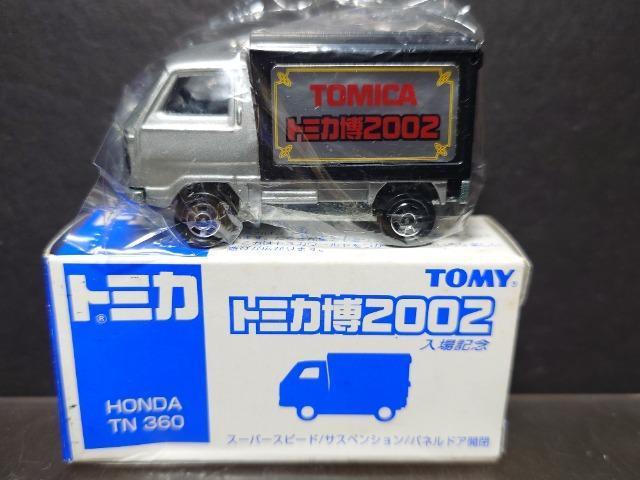 TOMICA
トミカ博2002
トミカ®
TOMY®
トミカ博2002
入場記念
HONDA
TN 360
スーパースピード/サスペンション/パネルドア開閉